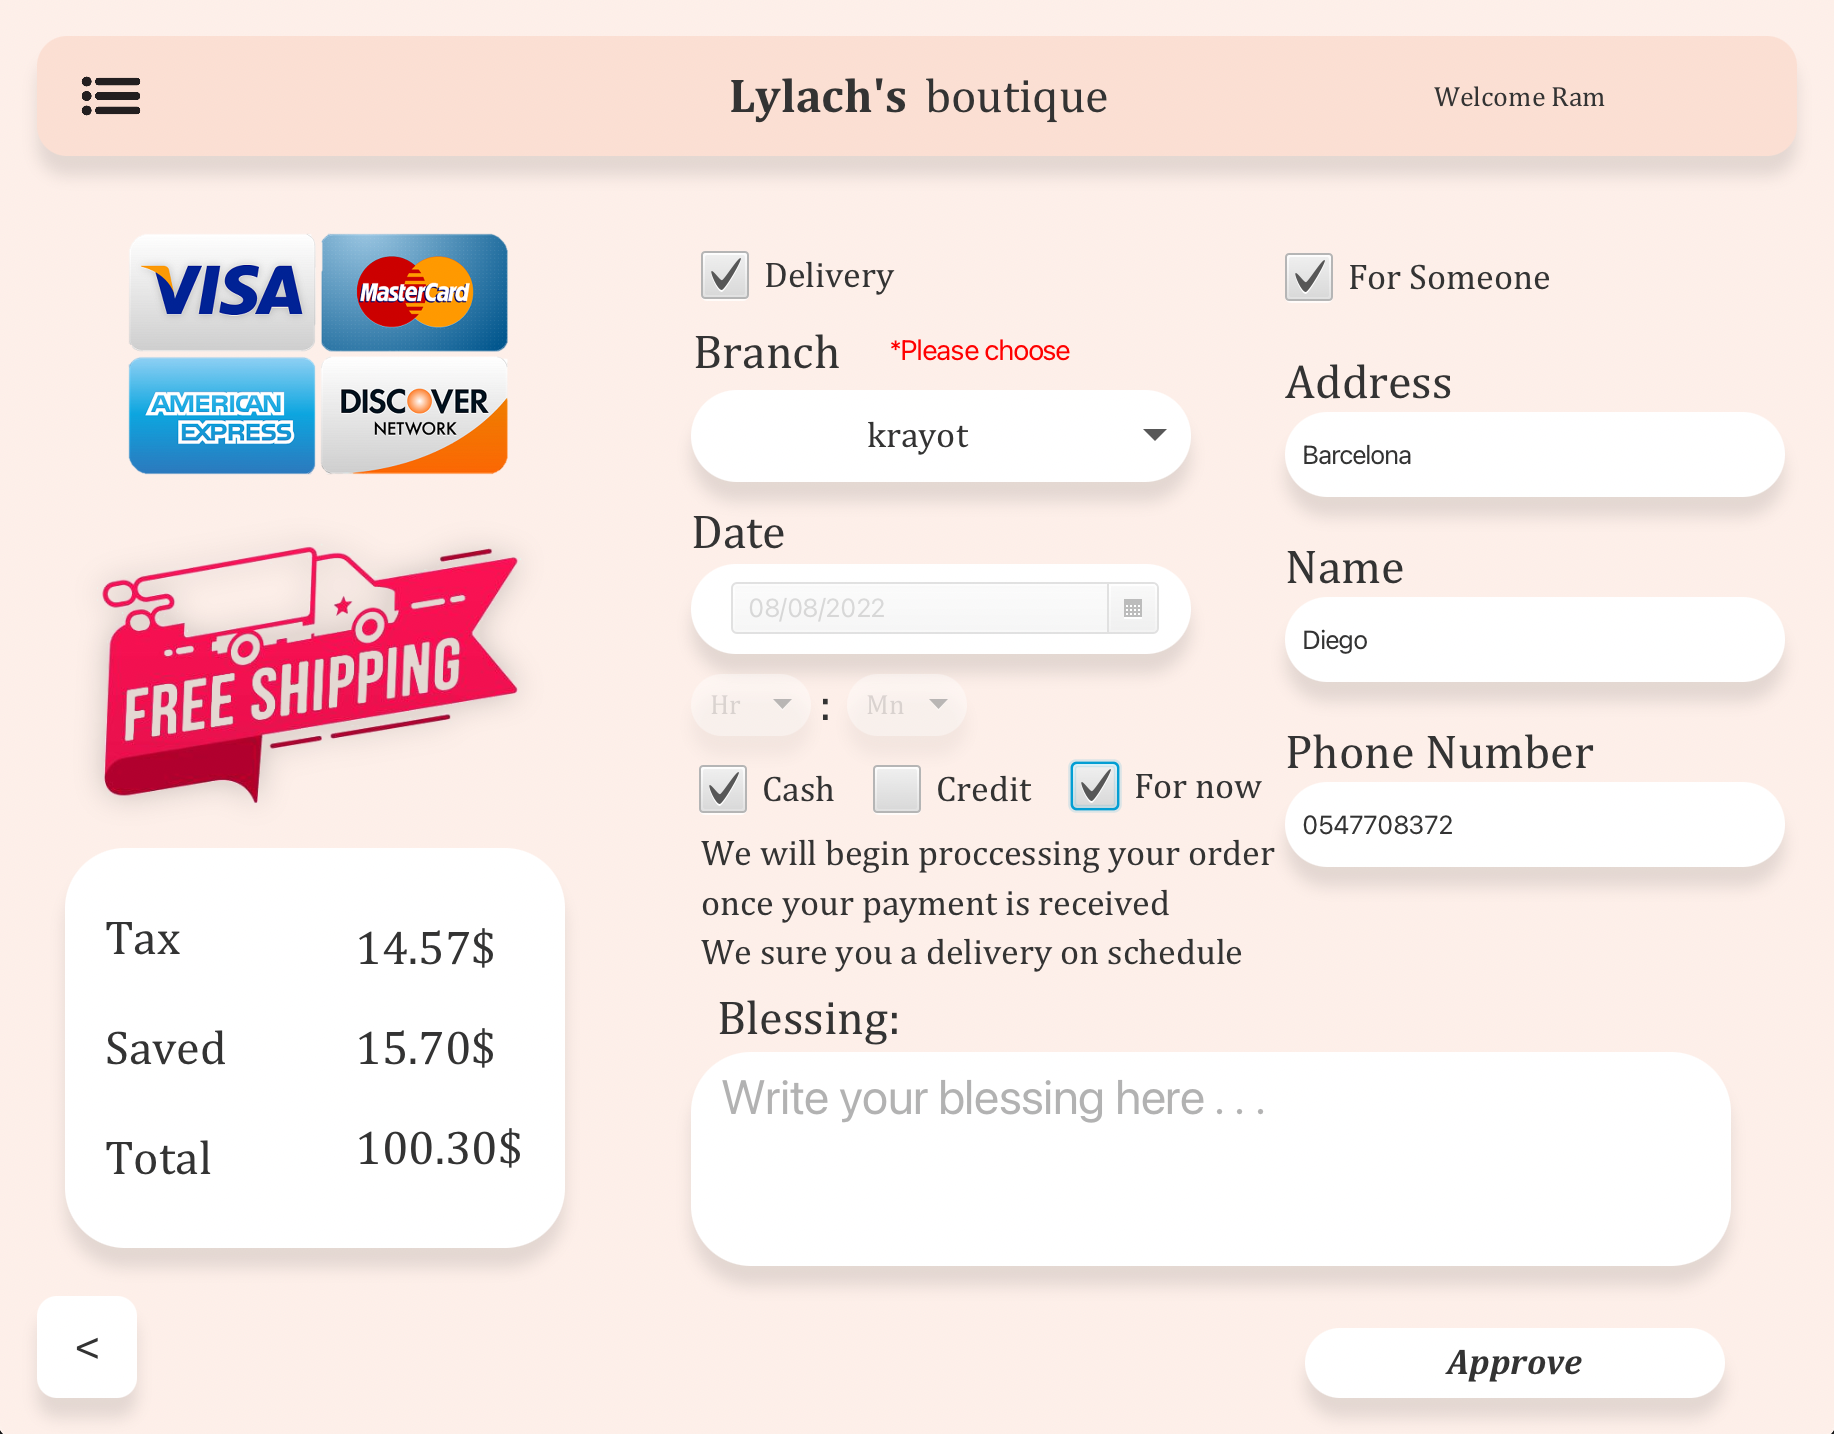 Lylach's boutique
Welcome Ram
VISA
MasterCard
AMERICAN
EXPRESS
DISCOVER
NETWORK
FREE SHIPPING
Tax 14.57$
Saved 15.70$
Total 100.30$
<
Delivery
Branch *Please choose
krayot
Date
08/08/2022
Hr : Mn
Cash Credit For now
We will begin proccessing your order
once your payment is received
We sure you a delivery on schedule
For Someone
Address
Barcelona
Name
Diego
Phone Number
0547708372
Blessing:
Write your blessing here . . .
Approve